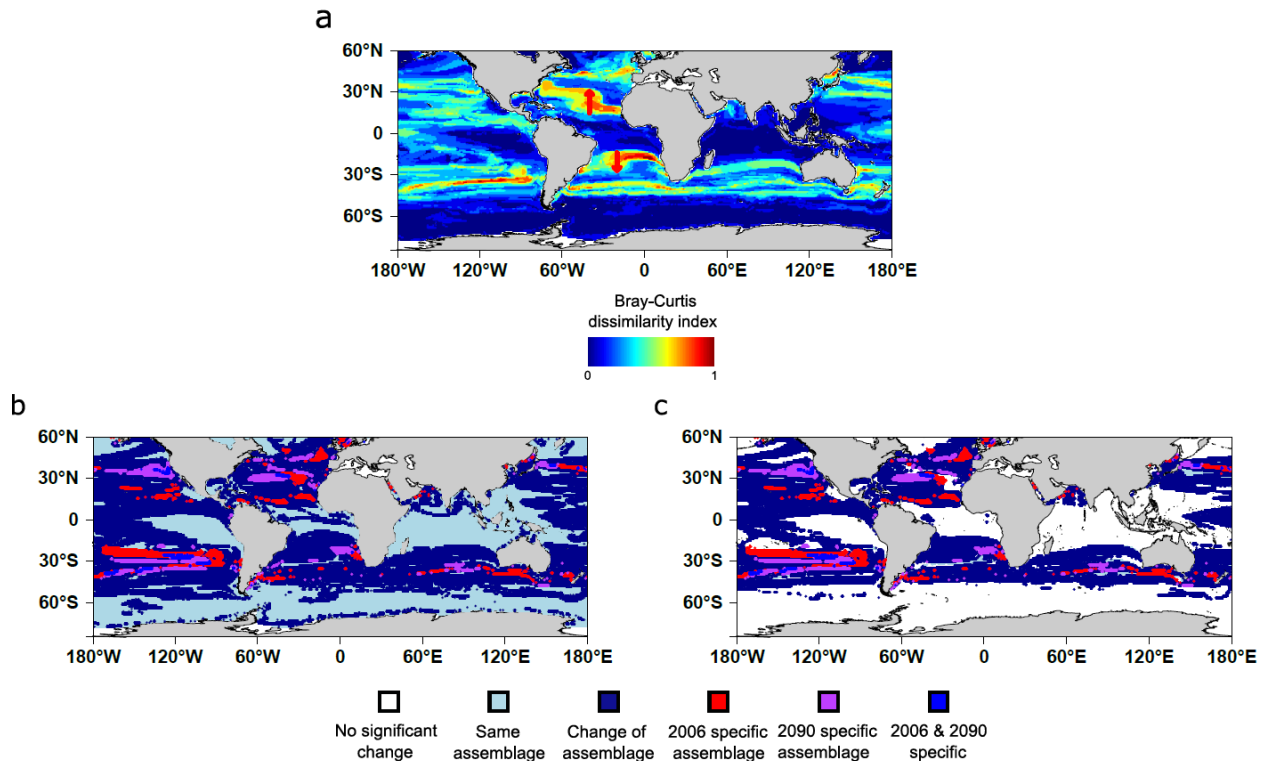 a
60°N
30°N
0
30°S
60°S
180°W 120°W 60°W 0 60°E 120°E 180°E
Bray-Curtis
dissimilarity index
0 1
b
60°N
30°N
0
30°S
60°S
180°W 120°W 60°W 0 60°E 120°E 180°E
c
60°N
30°N
0
30°S
60°S
180°W 120°W 60°W 0 60°E 120°E 180°E
No significant
change
Same
assemblage
Change of
assemblage
2006 specific
assemblage
2090 specific
assemblage
2006 & 2090
specific